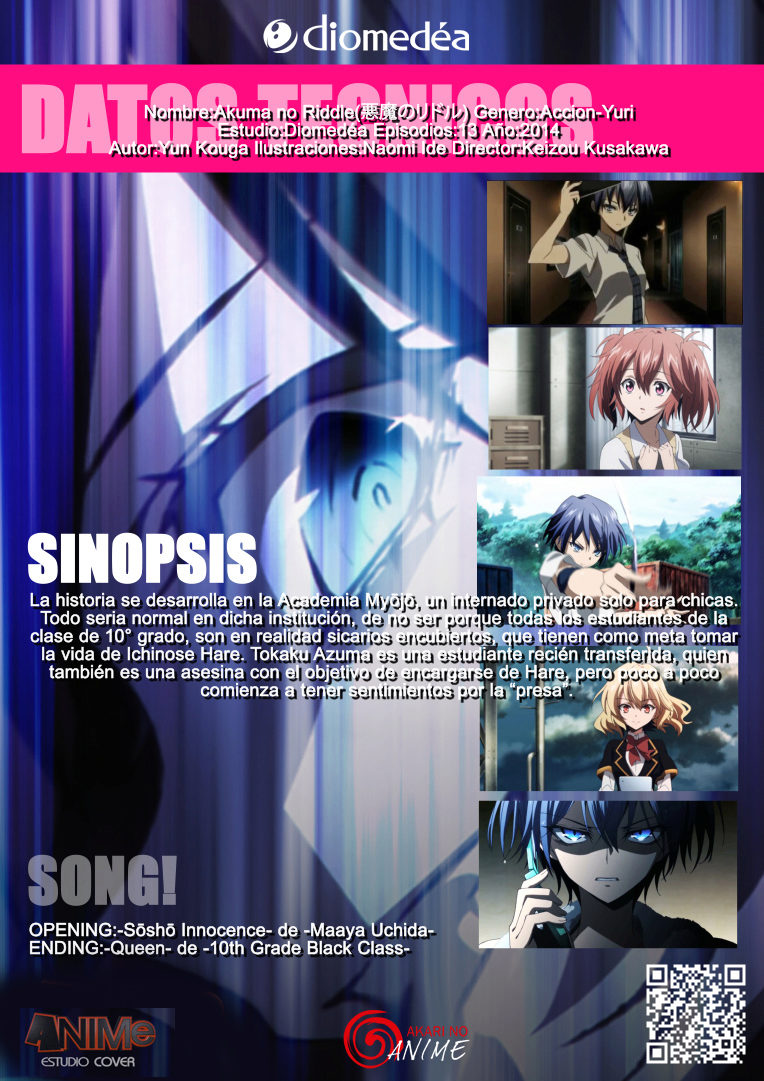 diomedéa
DATOS TECNICOS
Nombre:Akuma no Riddle(悪魔のリドル) Genero:Accion-Yuri
Estudio:Diomedéa Episodios:13 Año:2014
Autor:Yun Kouga Ilustraciones:Naomi Ide Director:Keizou Kusakawa
SINOPSIS
La historia se desarrolla en la Academia Myōjō, un internado privado solo para chicas.
Todo seria normal en dicha institución, de no ser porque todas los estudiantes de la
clase de 10° grado, son en realidad sicarios encubiertos, que tienen como meta tomar
la vida de Ichinose Hare. Tokaku Azuma es una estudiante recién transferida, quien
también es una asesina con el objetivo de encargarse de Hare, pero poco a poco
comienza a tener sentimientos por la “presa”.
SONG!
OPENING:-Sōshō Innocence- de -Maaya Uchida-
ENDING:-Queen- de -10th Grade Black Class-
ANIMe
ESTUDIO COVER
AKARI NO
ANIME